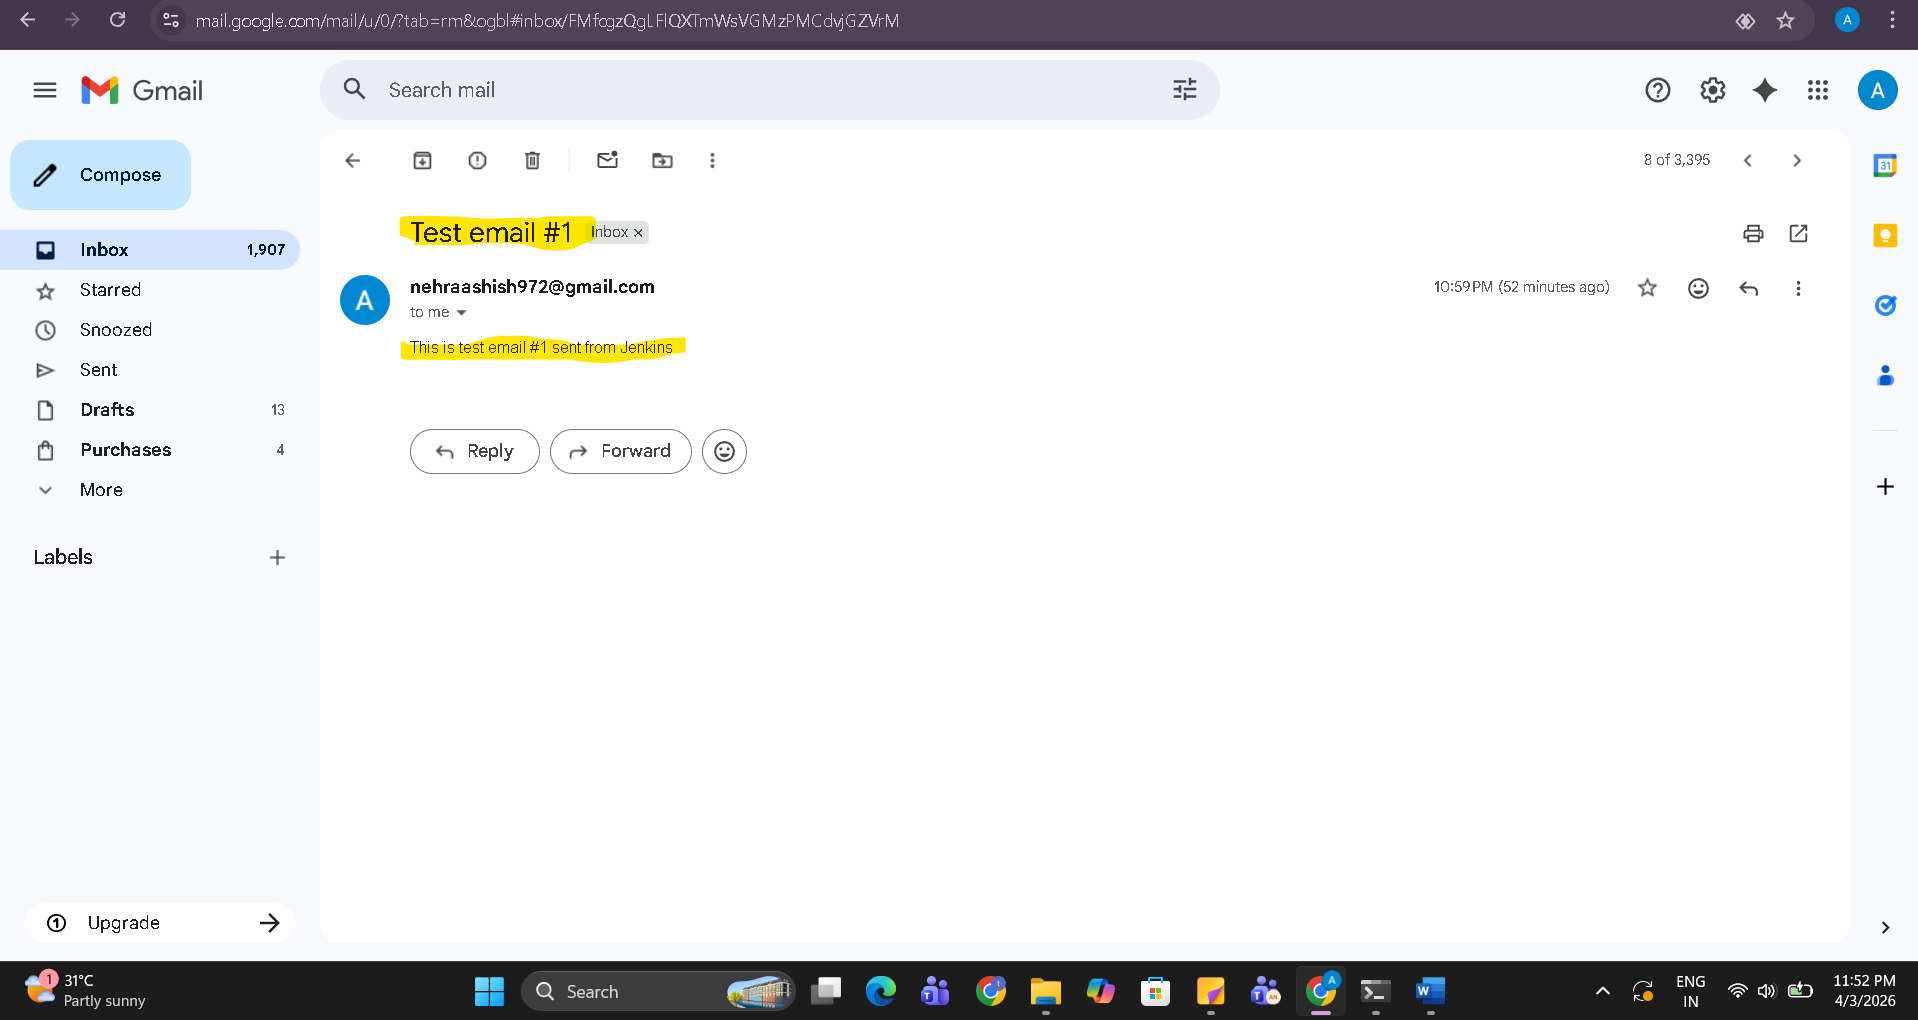 mail.google.com/mail/u/0/?tab=rm&ogbl#inbox/FMfcgzQgLFlQXTmWsVGMzPMCdvjGZVrM
A
Gmail
Search mail
A
Compose
8 of 3,395
31
Test email #1
Inbox ×
Inbox 1,907
nehraashish972@gmail.com
10:59 PM (52 minutes ago)
A
to me
Starred
Snoozed
This is test email #1 sent from Jenkins
Sent
Drafts 13
Purchases 4
Reply
Forward
More
Labels
Upgrade
1
31°C
Partly sunny
Search
ENG
IN
11:52 PM
4/3/2026